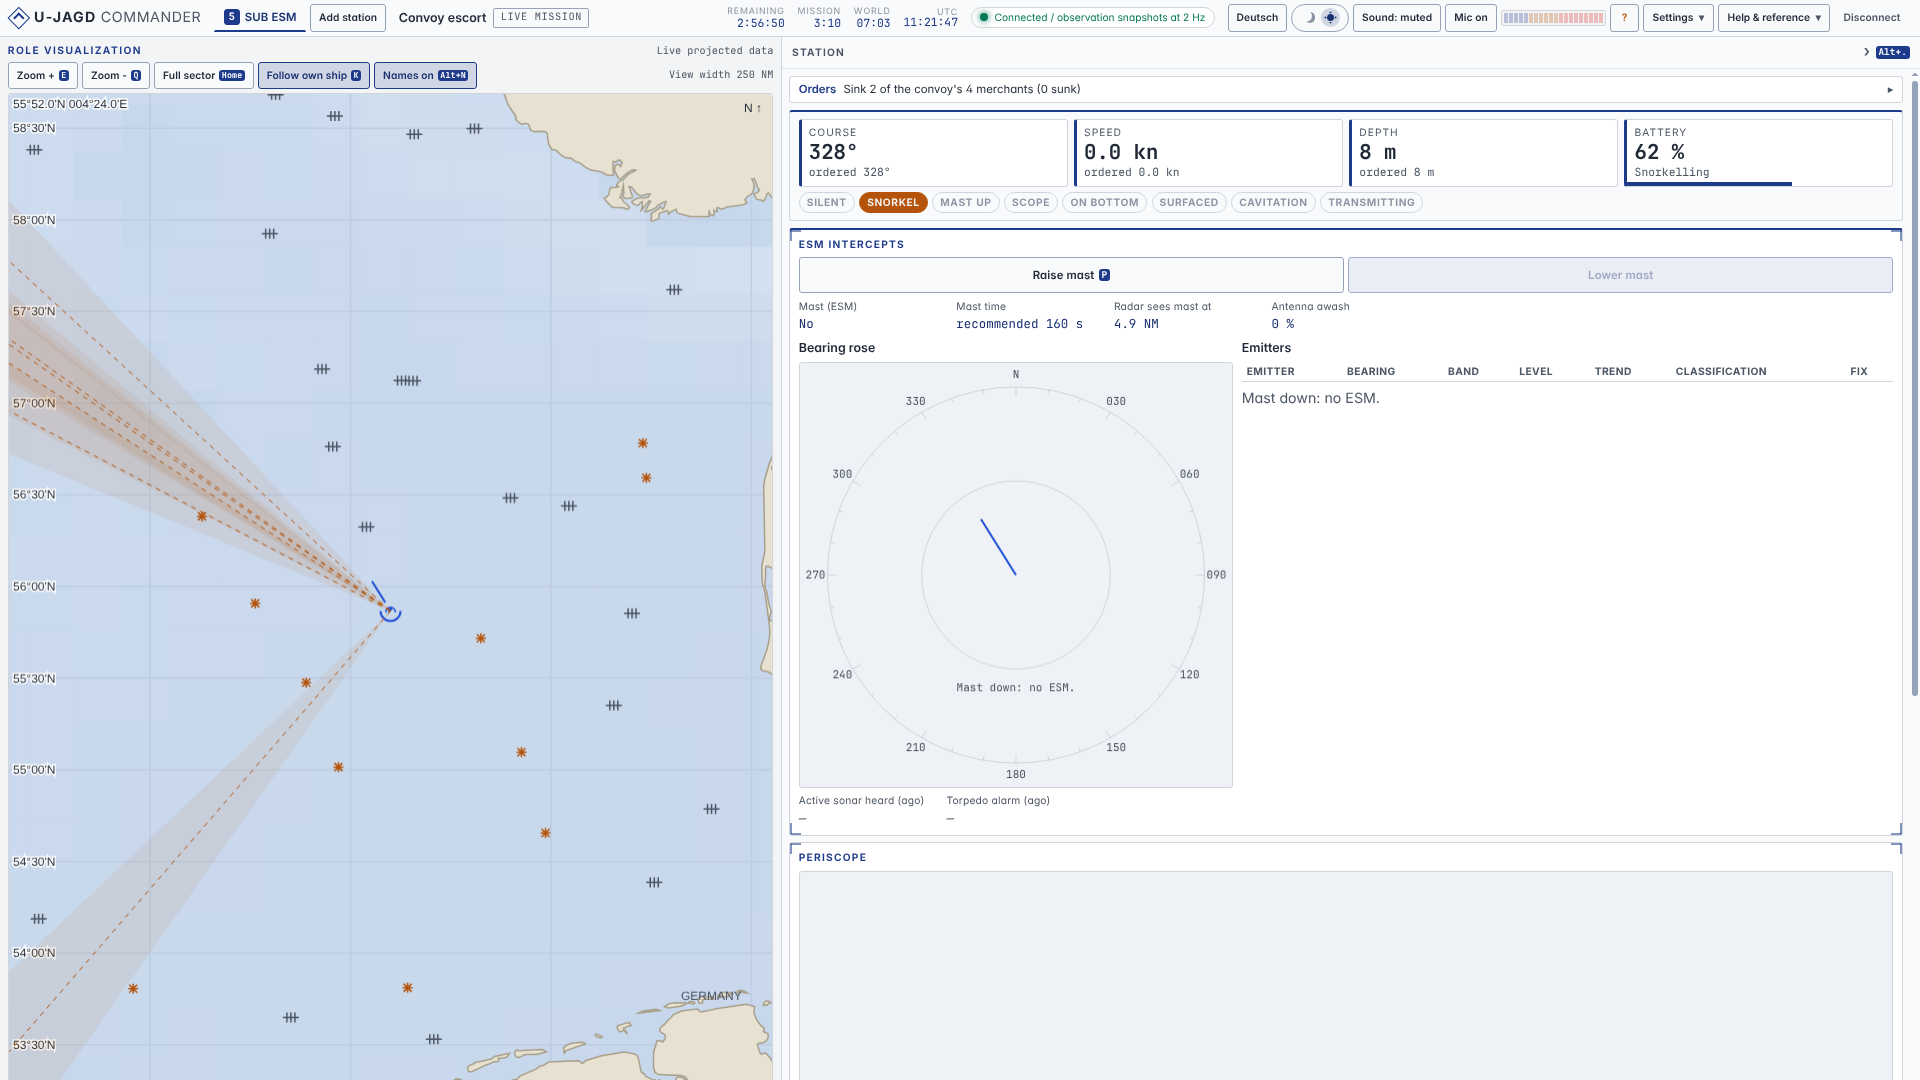 U-JAGD COMMANDER
5 SUB ESM
Add station
Convoy escort
LIVE MISSION
REMAINING 2:56:50
MISSION 3:10
WORLD 07:03
UTC 11:21:47
Connected / observation snapshots at 2 Hz
Deutsch
Sound: muted
Mic on
?
Settings ▾
Help & reference ▾
Disconnect
ROLE VISUALIZATION
Live projected data
Zoom + E
Zoom - Q
Full sector Home
Follow own ship K
Names on Alt+N
View width 250 NM
55°52.0'N 004°24.0'E
N ↑
58°30'N
58°00'N
57°30'N
57°00'N
56°30'N
56°00'N
55°30'N
55°00'N
54°30'N
54°00'N
GERMANY
53°30'N
STATION
Alt+.
Orders Sink 2 of the convoy's 4 merchants (0 sunk)
COURSE
328°
ordered 328°
SPEED
0.0 kn
ordered 0.0 kn
DEPTH
8 m
ordered 8 m
BATTERY
62 %
Snorkelling
SILENT
SNORKEL
MAST UP
SCOPE
ON BOTTOM
SURFACED
CAVITATION
TRANSMITTING
ESM INTERCEPTS
Raise mast P
Lower mast
Mast (ESM)
No
Mast time
recommended 160 s
Radar sees mast at
4.9 NM
Antenna awash
0 %
Bearing rose
N
030
060
090
120
150
180
210
240
270
300
330
Mast down: no ESM.
Emitters
EMITTER BEARING BAND LEVEL TREND CLASSIFICATION FIX
Mast down: no ESM.
Active sonar heard (ago)
—
Torpedo alarm (ago)
—
PERISCOPE